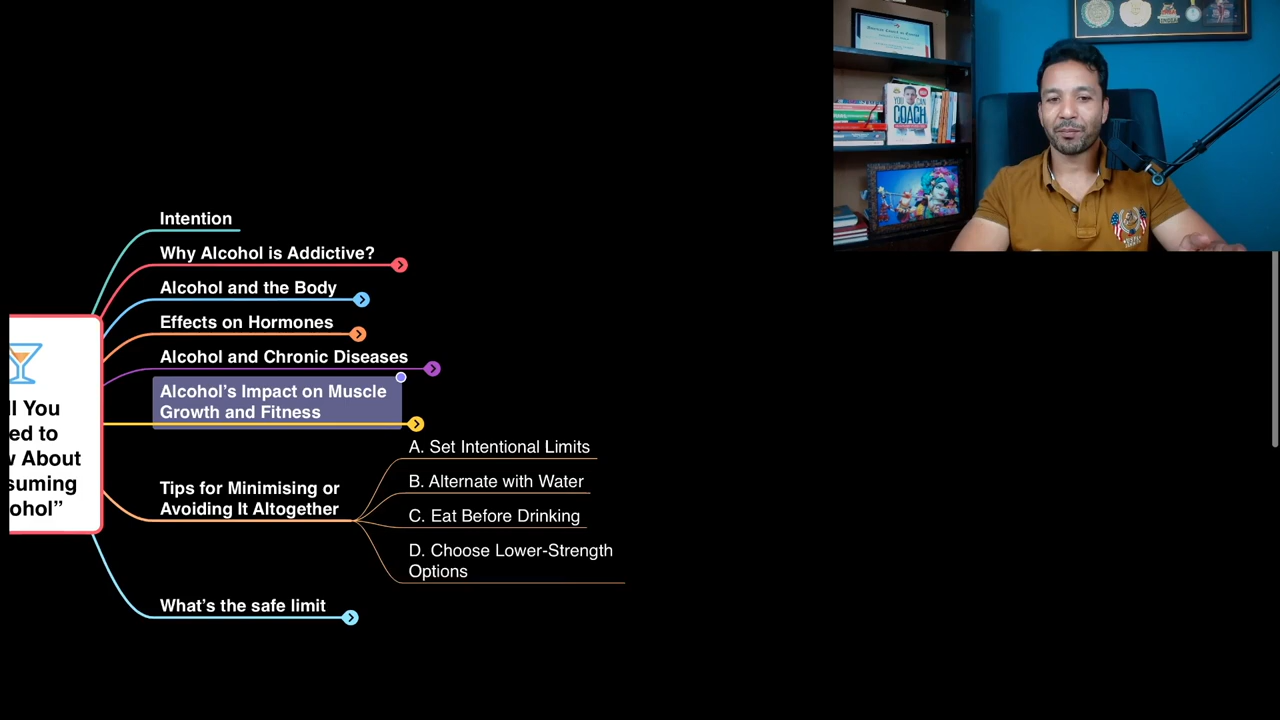 YOU CAN
COACH
Intention
Why Alcohol is Addictive?
Alcohol and the Body
Effects on Hormones
Alcohol and Chronic Diseases
Alcohol’s Impact on Muscle
Growth and Fitness
ll You
ed to
w About
suming
ohol”
A. Set Intentional Limits
B. Alternate with Water
C. Eat Before Drinking
D. Choose Lower-Strength
Options
Tips for Minimising or
Avoiding It Altogether
What’s the safe limit